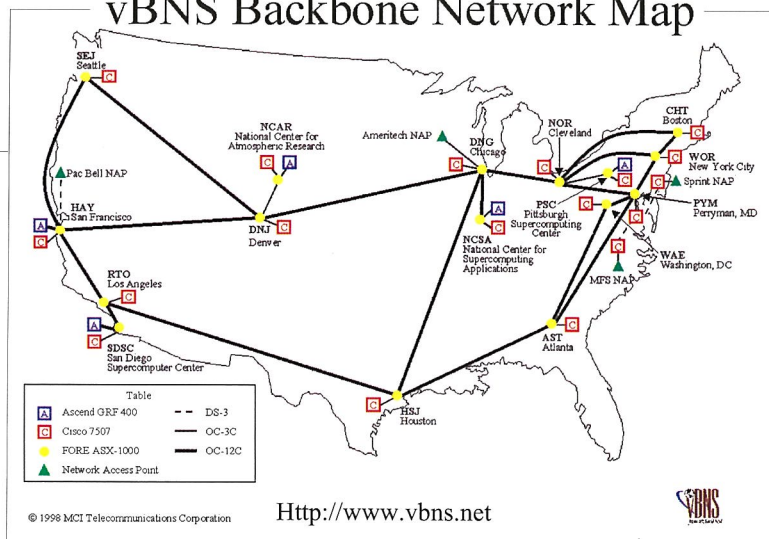 vBNS Backbone Network Map
SEJ
Seattle
C
NCAR
National Center for
Atmospheric Research
C
A
Ameritech NAP
DNG
Chicago
C
NOR
Cleveland
C
CHT
Boston
C
C
WOR
New York City
Pac Bell NAP
A
C
C
Sprint NAP
PSC
Pittsburgh
Supercomputing
Center
HAY
San Francisco
A
C
DNJ
Denver
C
A
C
NCSA
National Center for
Supercomputing
Applications
C
C
PYM
Perryman, MD
C
WAE
Washington, DC
MFS NAP
RTO
Los Angeles
C
A
C
SDSC
San Diego
Supercomputer Center
AST
Atlanta
C
C
HSJ
Houston
Table
A Ascend GRF 400
C Cisco 7507
FORE ASX-1000
Network Access Point
DS-3
OC-3C
OC-12C
© 1998 MCI Telecommunications Corporation
Http://www.vbns.net
vBNS